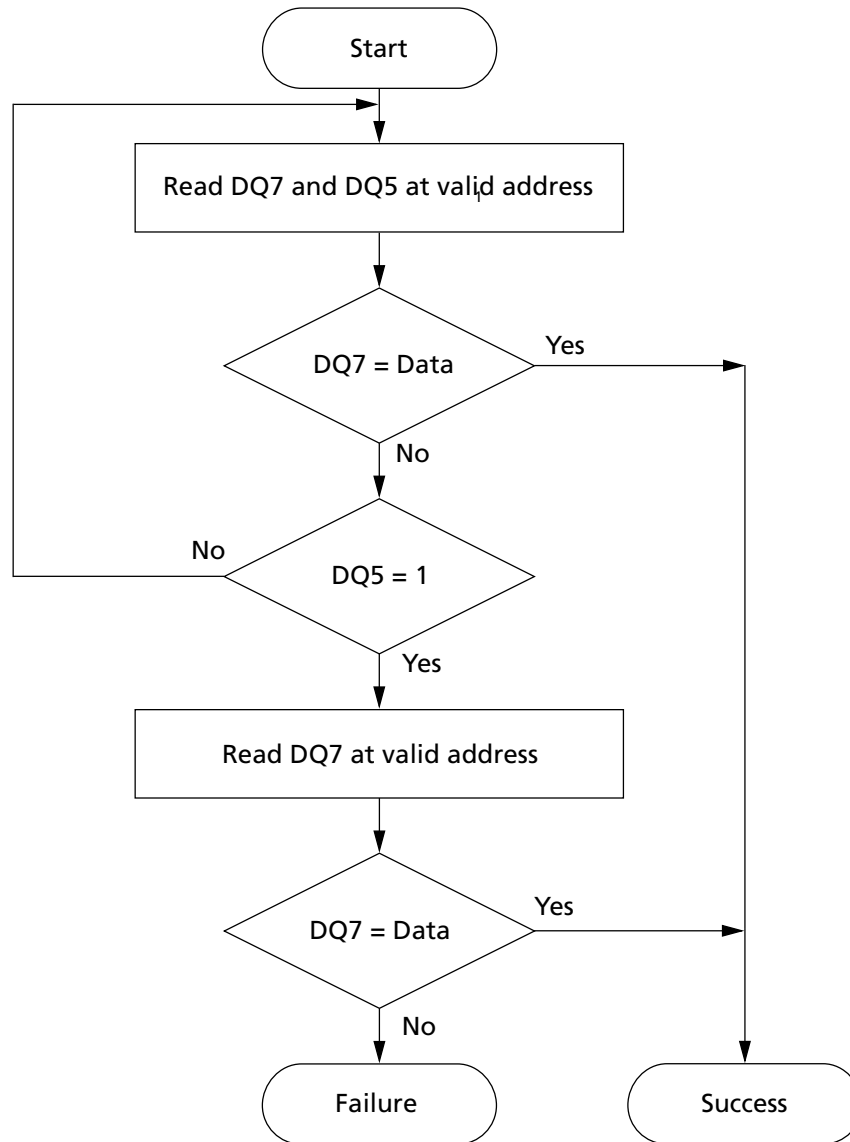 Start
Read DQ7 and DQ5 at valid address
1
DQ7 = Data
Yes
No
No
DQ5 = 1
Yes
Read DQ7 at valid address
DQ7 = Data
Yes
No
Failure
Success